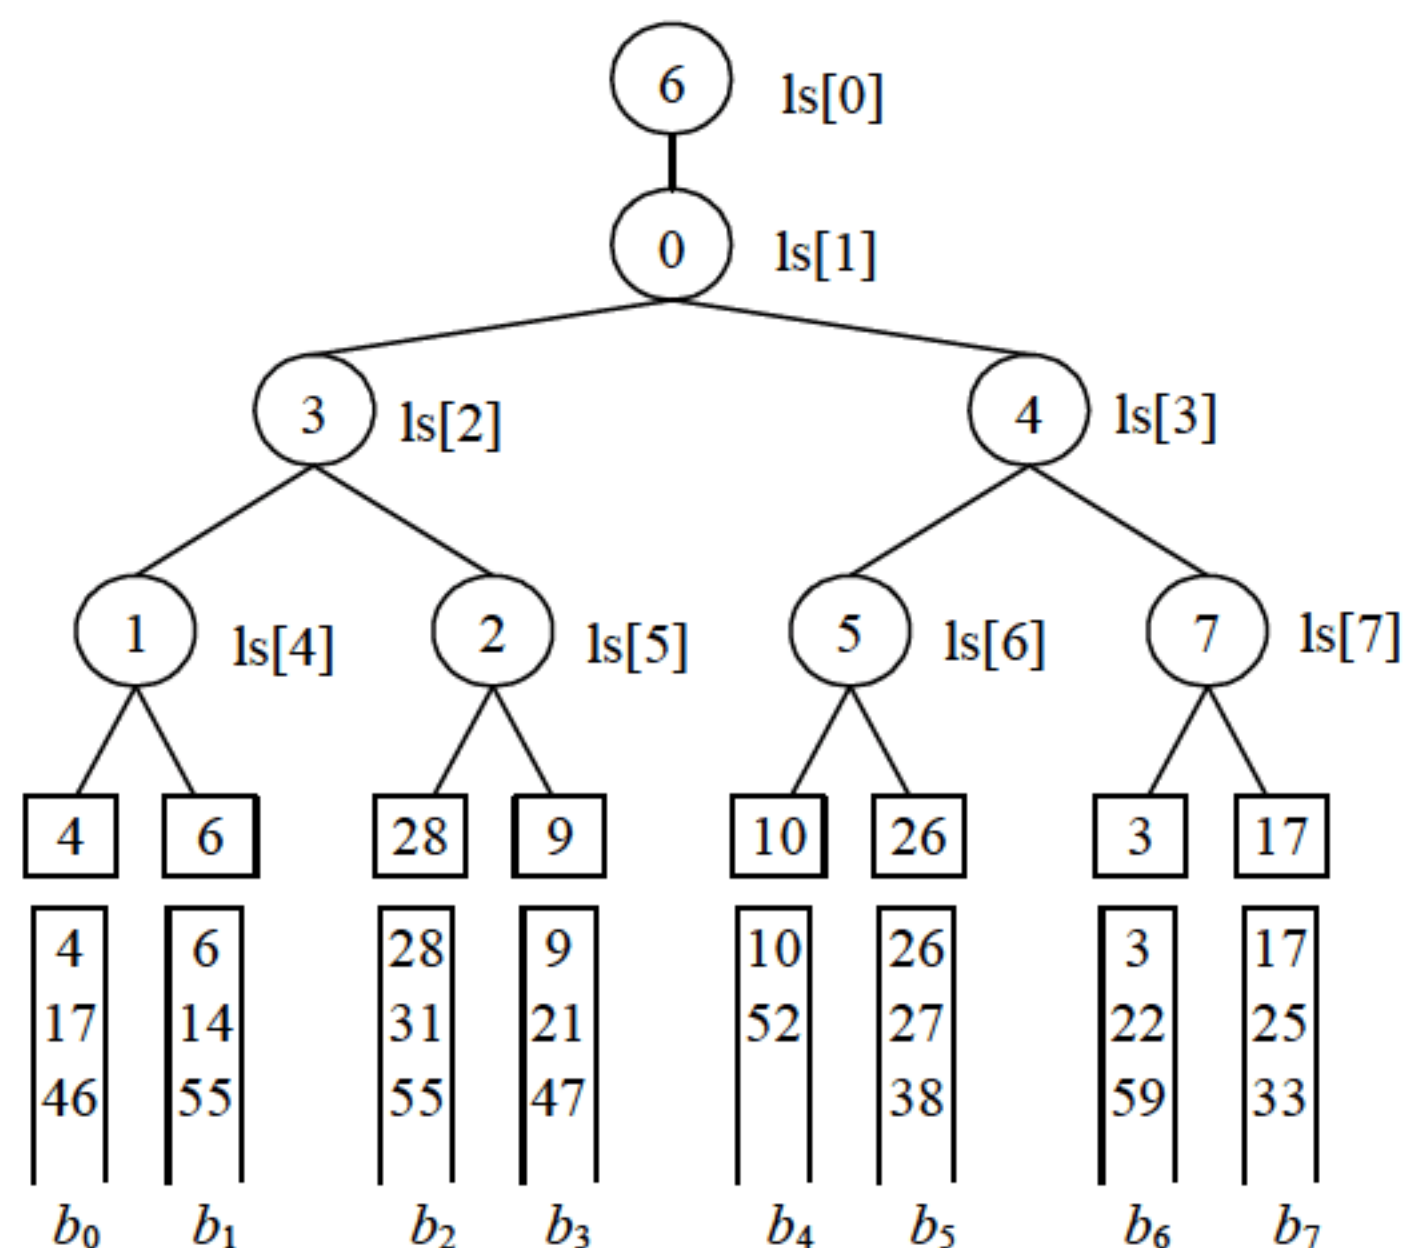 6 ls[0]
0 ls[1]
3 ls[2] 4 ls[3]
1 ls[4] 2 ls[5] 5 ls[6] 7 ls[7]
4 6 28 9 10 26 3 17
4 6 28 9 10 26 3 17
17 14 31 21 52 27 22 25
46 55 55 47 38 59 33
b₀ b₁ b₂ b₃ b₄ b₅ b₆ b₇